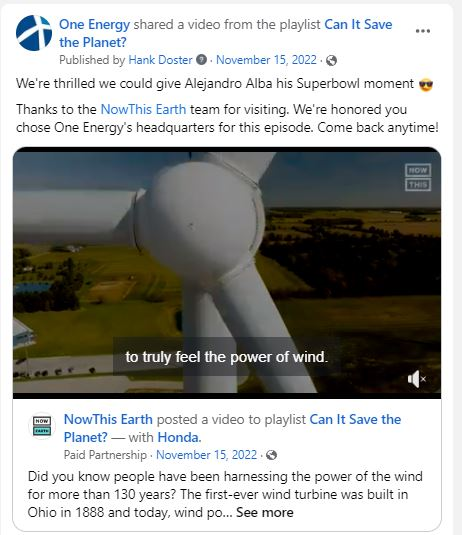 One Energy shared a video from the playlist Can It Save
the Planet?
Published by Hank Doster · November 15, 2022 ·
We're thrilled we could give Alejandro Alba his Superbowl moment 😎
Thanks to the NowThis Earth team for visiting. We're honored you
chose One Energy's headquarters for this episode. Come back anytime!
NOW
THIS
to truly feel the power of wind.
NOW
EARTH
NowThis Earth posted a video to playlist Can It Save the
Planet? — with Honda.
Paid Partnership · November 15, 2022 ·
Did you know people have been harnessing the power of the wind
for more than 130 years? The first-ever wind turbine was built in
Ohio in 1888 and today, wind po... See more